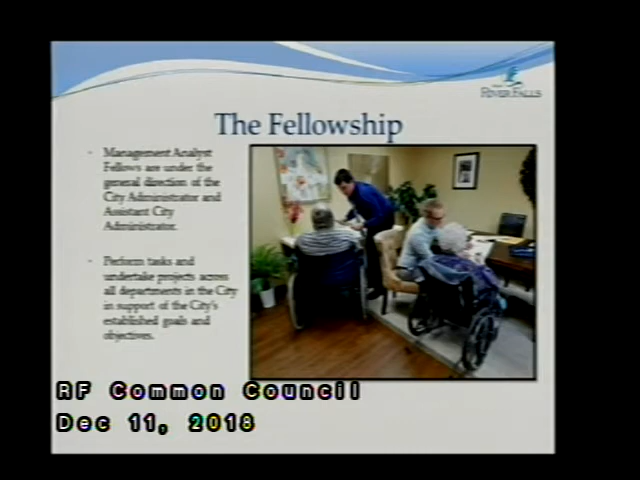 RIVER FALLS
The Fellowship
• Management Analyst
Fellows are under the
general direction of the
City Administrator and
Assistant City
Administrator.
• Perform tasks and
undertake projects across
all departments in the City
in support of the City's
established goals and
objectives.
RF Common Council
Dec 11, 2018